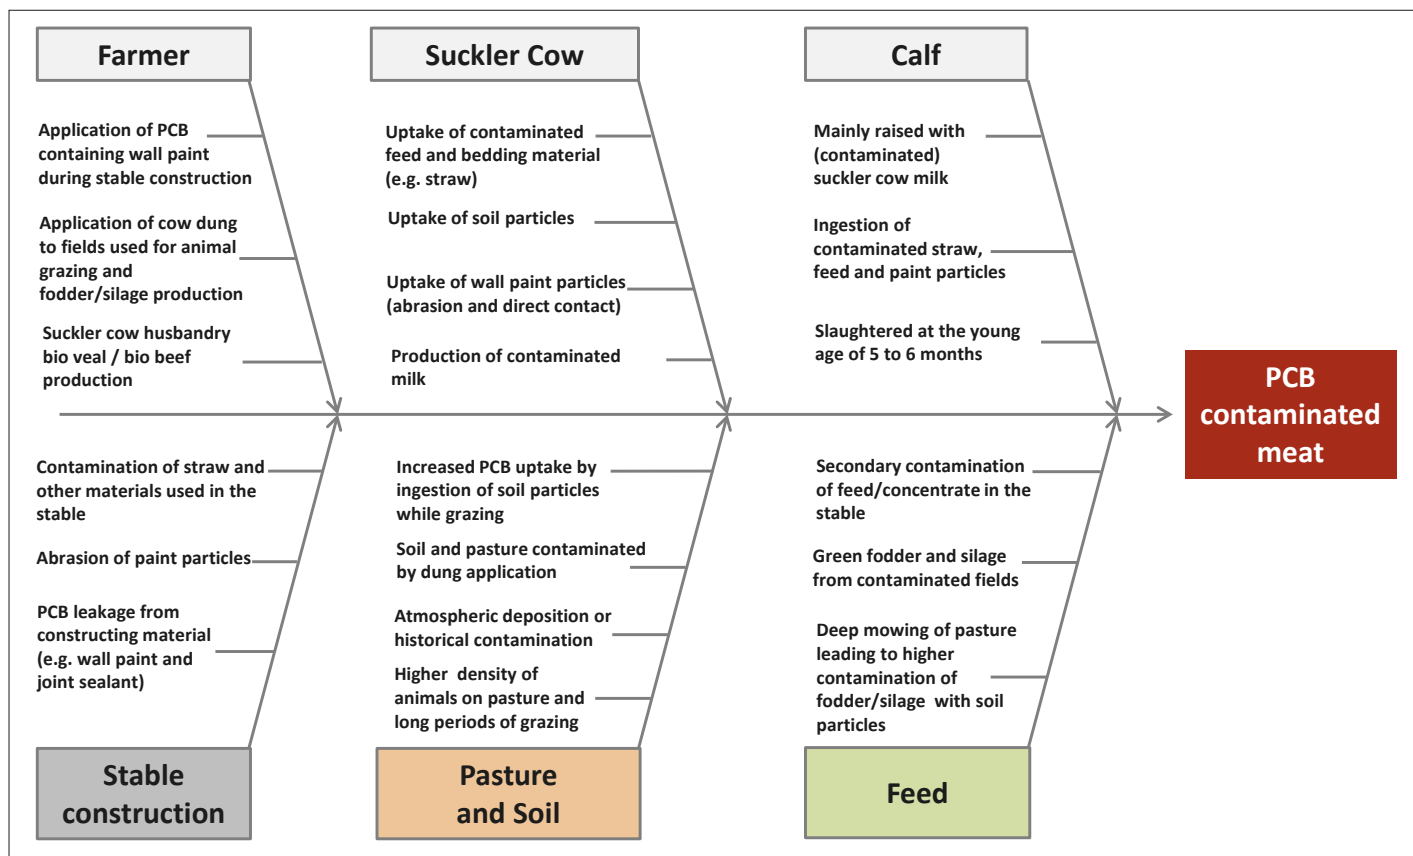 Farmer
Application of PCB
containing wall paint
during stable construction
Application of cow dung
to fields used for animal
grazing and
fodder/silage production
Suckler cow husbandry
bio veal / bio beef
production
Suckler Cow
Uptake of contaminated
feed and bedding material
(e.g. straw)
Uptake of soil particles
Uptake of wall paint particles
(abrasion and direct contact)
Production of contaminated
milk
Calf
Mainly raised with
(contaminated)
suckler cow milk
Ingestion of
contaminated straw,
feed and paint particles
Slaughtered at the young
age of 5 to 6 months
PCB
contaminated
meat
Contamination of straw and
other materials used in the
stable
Abrasion of paint particles
PCB leakage from
constructing material
(e.g. wall paint and
joint sealant)
Stable
construction
Increased PCB uptake by
ingestion of soil particles
while grazing
Soil and pasture contaminated
by dung application
Atmospheric deposition or
historical contamination
Higher density of
animals on pasture and
long periods of grazing
Pasture
and Soil
Secondary contamination
of feed/concentrate in the
stable
Green fodder and silage
from contaminated fields
Deep mowing of pasture
leading to higher
contamination of
fodder/silage with soil
particles
Feed